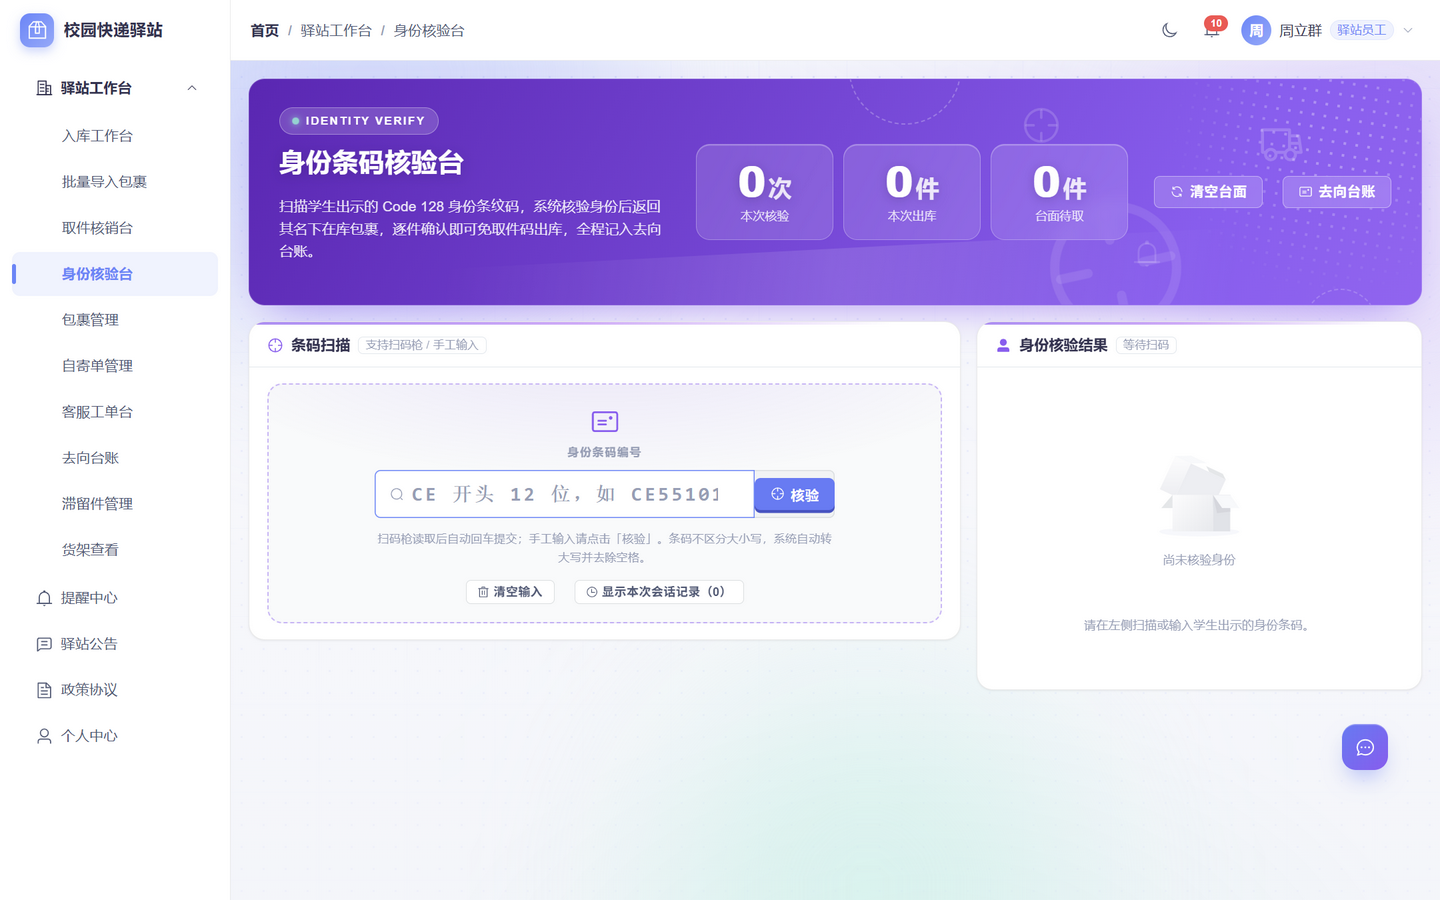 校园快递驿站
首页 / 驿站工作台 / 身份核验台
10
周 周立群 驿站员工
驿站工作台
入库工作台
批量导入包裹
取件核销台
身份核验台
包裹管理
自寄单管理
客服工单台
去向台账
滞留件管理
货架查看
提醒中心
驿站公告
政策协议
个人中心
IDENTITY VERIFY
身份条码核验台
扫描学生出示的 Code 128 身份条纹码，系统核验身份后返回
其名下在库包裹，逐件确认即可免取件码出库，全程记入去向
台账。
0次
本次核验
0件
本次出库
0件
台面待取
清空台面
去向台账
条码扫描 支持扫码枪 / 手工输入
身份条码编号
CE 开头 12 位，如 CE55101
核验
扫码枪读取后自动回车提交；手工输入请点击「核验」。条码不区分大小写，系统自动转
大写并去除空格。
清空输入
显示本次会话记录（0）
身份核验结果 等待扫码
尚未核验身份
请在左侧扫描或输入学生出示的身份条码。